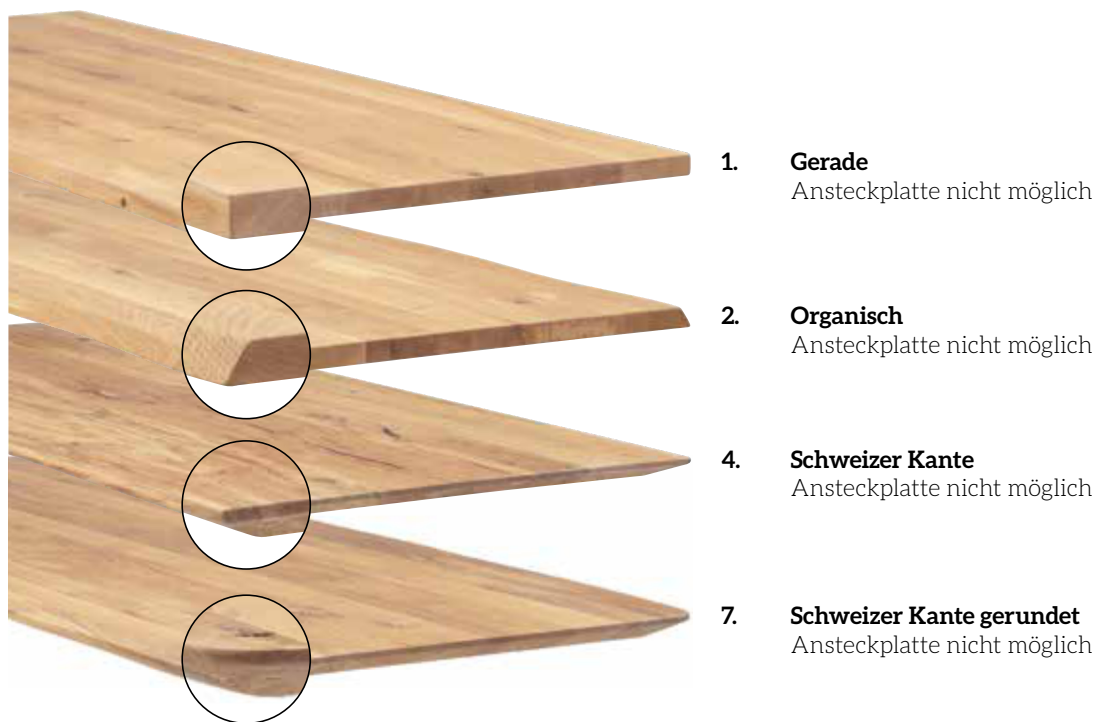 1. Gerade
Ansteckplatte nicht möglich
2. Organisch
Ansteckplatte nicht möglich
4. Schweizer Kante
Ansteckplatte nicht möglich
7. Schweizer Kante gerundet
Ansteckplatte nicht möglich